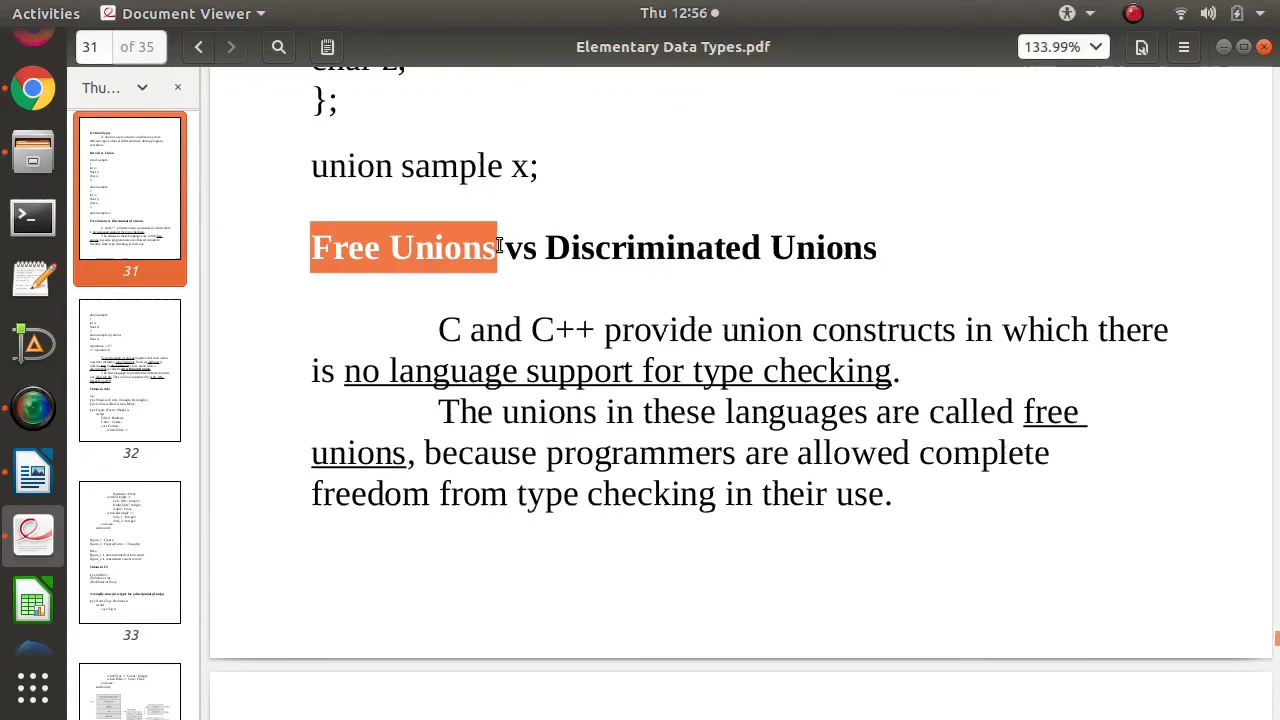 Activities Document Viewer Thu 12:56
31 of 35 Elementary Data Types.pdf 133.99%
Thu...
31
32
33
};
union sample x;
Free Unions vs Discriminated Unions
C and C++ provide union constructs in which there
is no language support for type checking.
The unions in these languages are called free
unions, because programmers are allowed complete
freedom from type checking in their use.